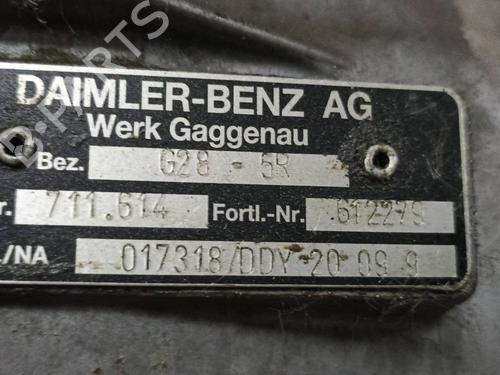 B-PARTS
DAIMLER-BENZ AG
Werk Gaggenau
Bez. G28 - 5R
r. 711.614 Fortl.-Nr. 612279
./NA 017318/DDY 20 09 9